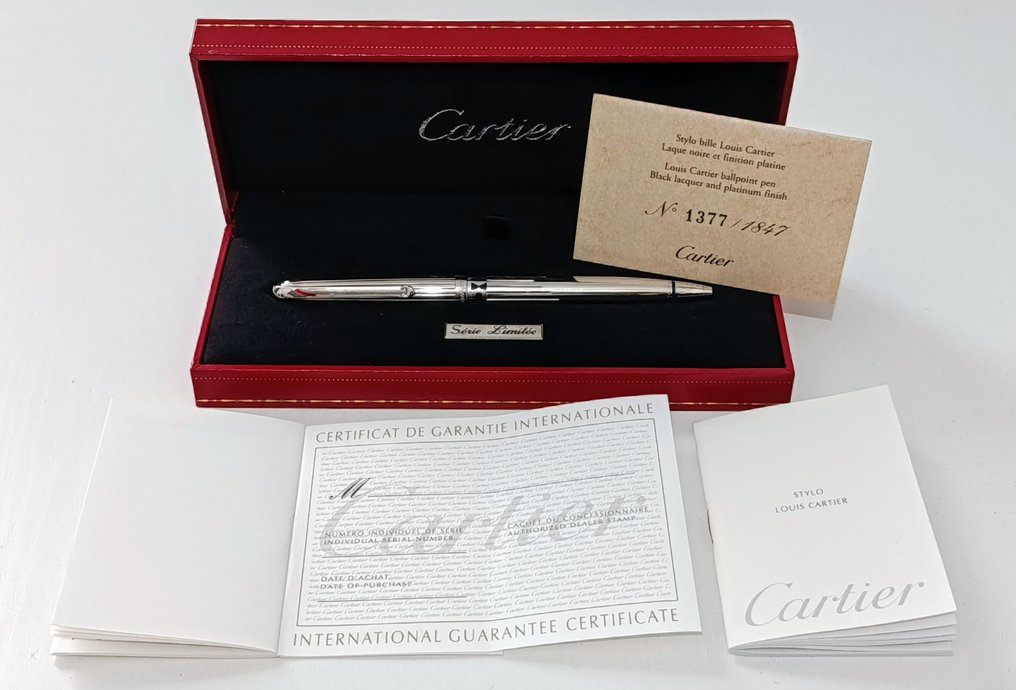 Cartier
Stylo bille Louis Cartier
Laque noire et finition platine
Louis Cartier ballpoint pen
Black lacquer and platinum finish
N° 1377 / 1847
Cartier
Série Limitée
CERTIFICAT DE GARANTIE INTERNATIONALE
M
Cartier
NUMÉRO INDIVIDUEL DE SÉRIE
INDIVIDUAL SERIAL NUMBER
CACHET DU CONCESSIONNAIRE
AUTHORIZED DEALER STAMP
DATE D'ACHAT
DATE OF PURCHASE
INTERNATIONAL GUARANTEE CERTIFICATE
STYLO
LOUIS CARTIER
Cartier